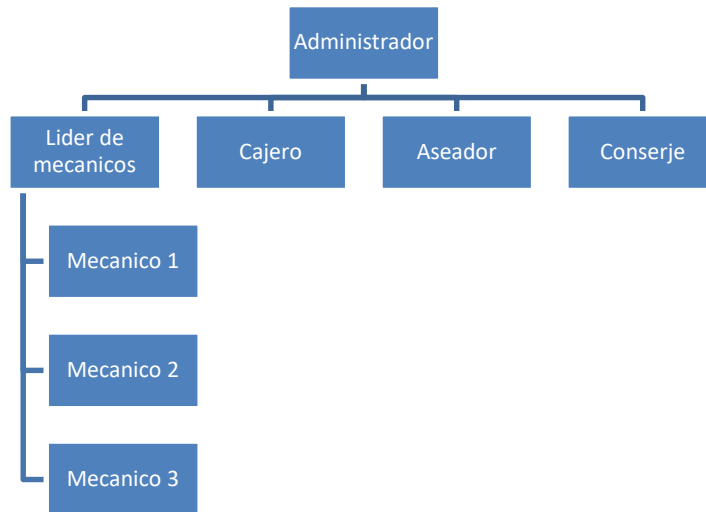 Administrador
Lider de
mecanicos
Cajero
Aseador
Conserje
Mecanico 1
Mecanico 2
Mecanico 3